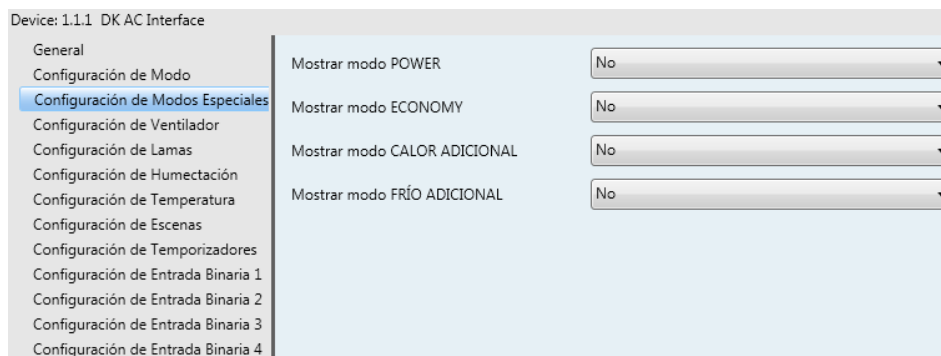 Device: 1.1.1 DK AC Interface
General
Configuración de Modo
Configuración de Modos Especiales
Configuración de Ventilador
Configuración de Lamas
Configuración de Humectación
Configuración de Temperatura
Configuración de Escenas
Configuración de Temporizadores
Configuración de Entrada Binaria 1
Configuración de Entrada Binaria 2
Configuración de Entrada Binaria 3
Configuración de Entrada Binaria 4
Mostrar modo POWER No
Mostrar modo ECONOMY No
Mostrar modo CALOR ADICIONAL No
Mostrar modo FRÍO ADICIONAL No